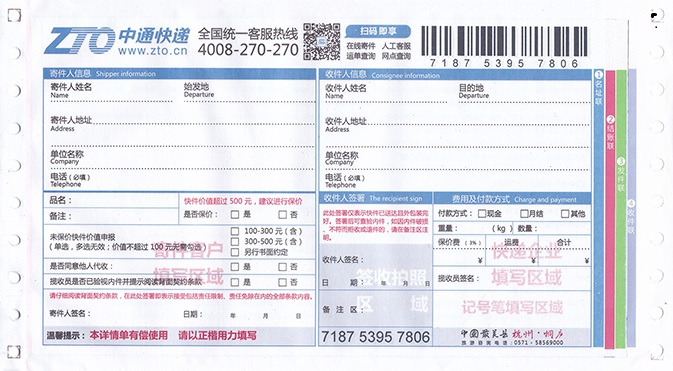 ZTO 中通快递
www.zto.cn
全国统一客服热线
4008-270-270
扫码 即享
在线寄件 人工客服
运单查询 网点查询
7187 5395 7806
寄件人信息 Shipper information
寄件人姓名 始发地
Name Departure
寄件人地址
Address
单位名称
Company
电话（必填）
Telephone
收件人信息 Consignee information
收件人姓名 目的地
Name Departure
收件人地址
Address
单位名称
Company
电话（必填）
Telephone
品名： 快件价值超过 500 元，建议进行保价
备注： 是否保价： 是 否
未保价快件价值申报
（单选，多选无效；价值不超过 100 元无需勾选）
100-300 元（含）
300-500 元（含）
另行书面约定
是否同意他人代收： 是 否
揽收员是否已验视内件并提示阅读背面契约条款： 是 否
请仔细阅读背面契约条款，在此处签署即表示接受包括责任限制、责任免除在内的全部条款内容。
寄件人签名： 日期： 年 月 日
寄件客户
填写区域
温馨提示： 本详情单有偿使用 请以正楷用力填写
收件人签署 The recipient sign
此处签署仅表示快件已送达且外包装完
好。签署后可查验内件，如因内件破损、
不符而拒收或退件的，请在备注区注
明。
收件人签名：
日 期： 年 月 日
签收护照
区 域
备 注 区：
7187 5395 7806
费用及付款方式 Charge and payment
付款方式： 现金 月结 其他
重量： （kg） 数量：
保价费（3%） 运费 合计
￥ ￥ ￥
揽收员签名：
快递企业
填写区域
记号笔填写区域
中国最美县 杭州·桐庐
旅游咨询电话：0571-58569000
① 名址联
② 结账联
③ 发件联
④ 收件联